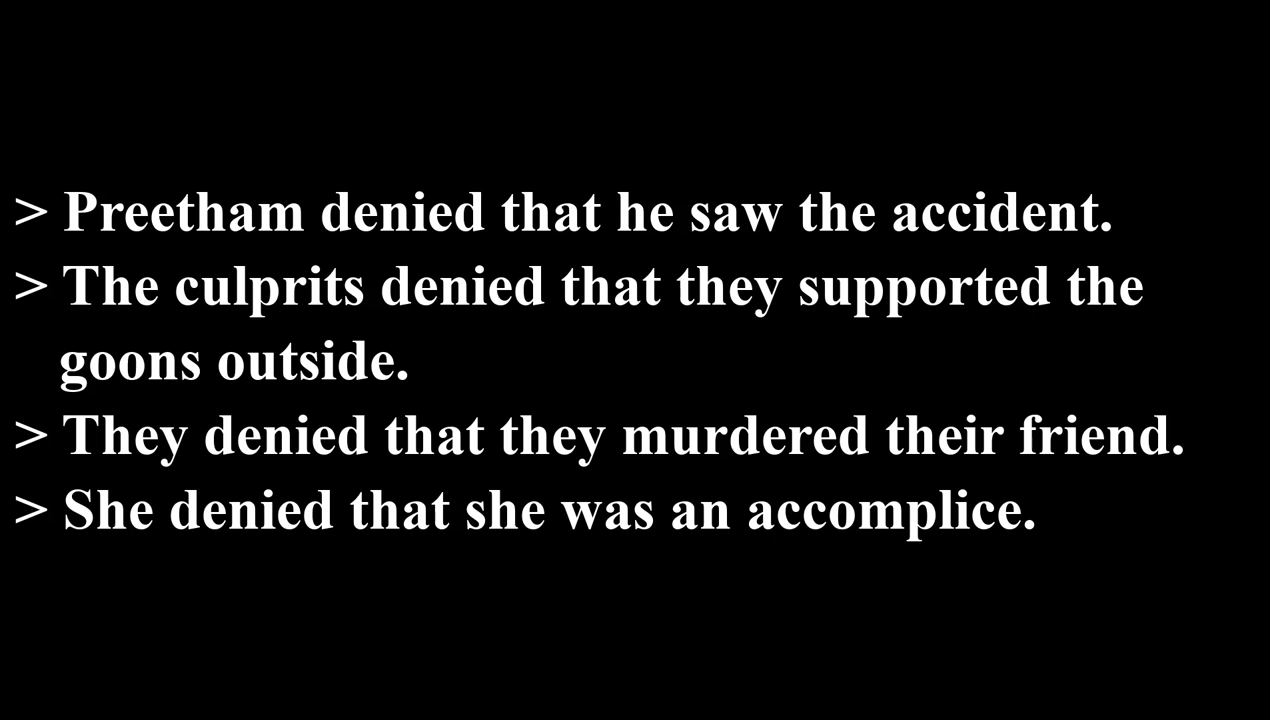 > Preetham denied that he saw the accident.
> The culprits denied that they supported the
goons outside.
> They denied that they murdered their friend.
> She denied that she was an accomplice.